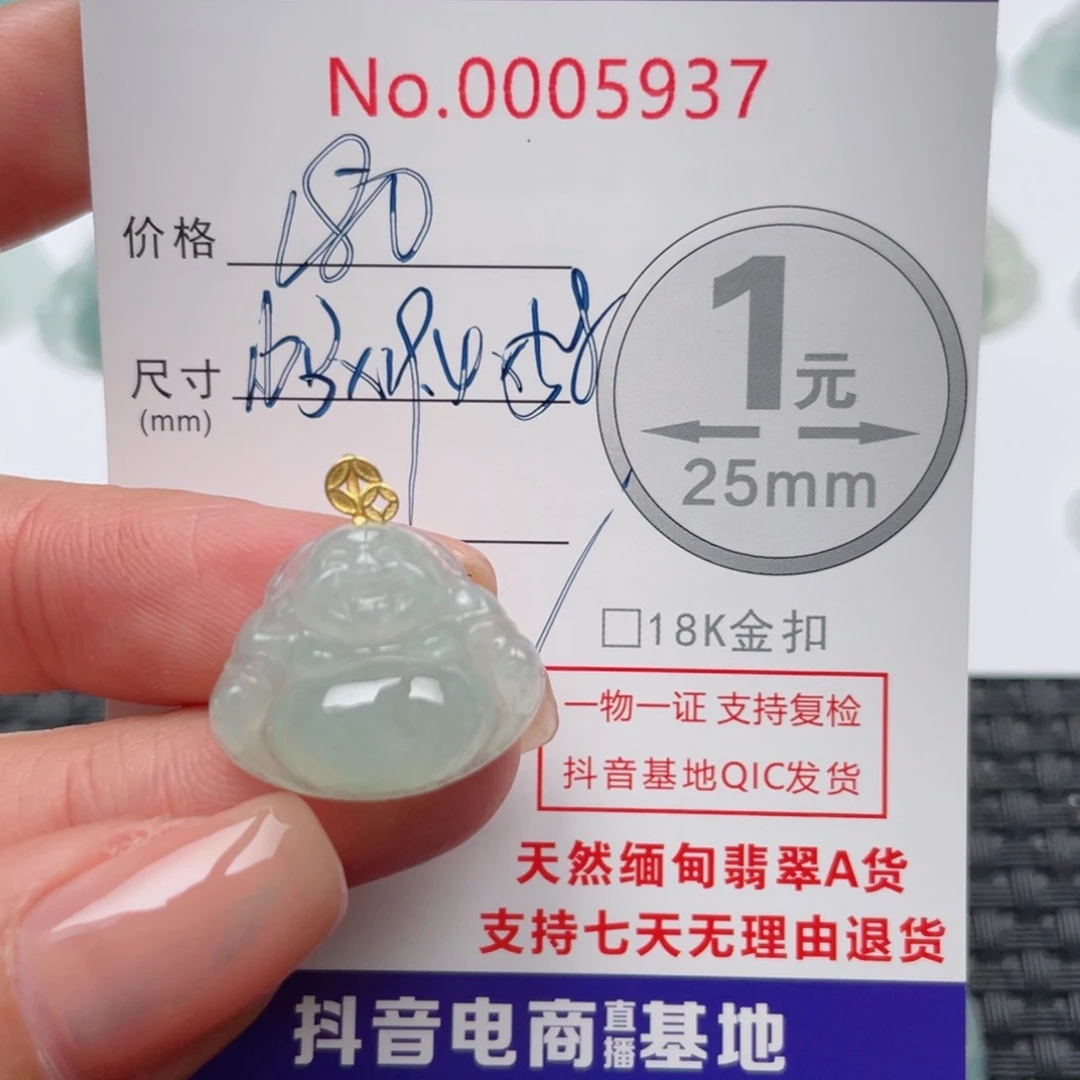 No.0005937
价格 180
尺寸
(mm)
1元
25mm
□18K金扣
一物一证 支持复检
抖音基地QIC发货
天然缅甸翡翠A货
支持七天无理由退货
抖音电商直播基地